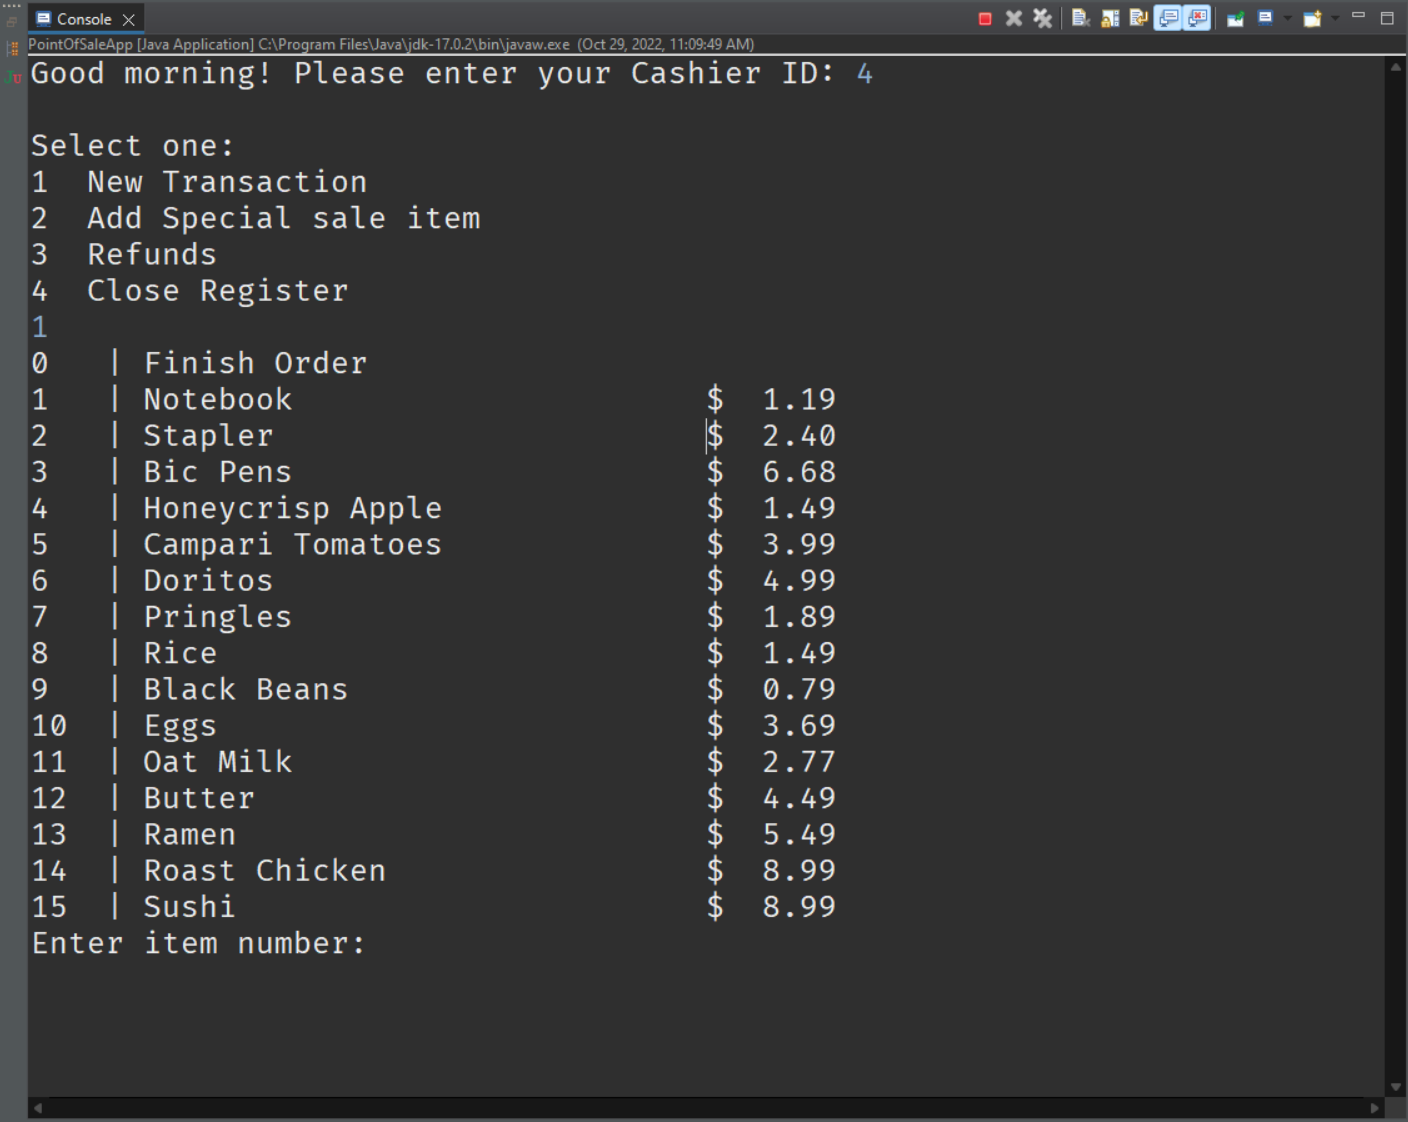 Console
PointOfSaleApp [Java Application] C:\Program Files\Java\jdk-17.0.2\bin\javaw.exe (Oct 29, 2022, 11:09:49 AM)
Good morning! Please enter your Cashier ID: 4
Select one:
1 New Transaction
2 Add Special sale item
3 Refunds
4 Close Register
1
0 | Finish Order
1 | Notebook $ 1.19
2 | Stapler $ 2.40
3 | Bic Pens $ 6.68
4 | Honeycrisp Apple $ 1.49
5 | Campari Tomatoes $ 3.99
6 | Doritos $ 4.99
7 | Pringles $ 1.89
8 | Rice $ 1.49
9 | Black Beans $ 0.79
10 | Eggs $ 3.69
11 | Oat Milk $ 2.77
12 | Butter $ 4.49
13 | Ramen $ 5.49
14 | Roast Chicken $ 8.99
15 | Sushi $ 8.99
Enter item number: